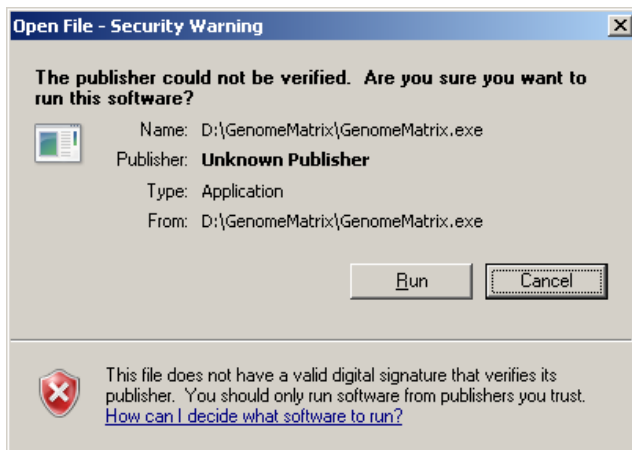 Open File - Security Warning
The publisher could not be verified.  Are you sure you want to
run this software?
Name: D:\GenomeMatrix\GenomeMatrix.exe
Publisher: Unknown Publisher
Type: Application
From: D:\GenomeMatrix\GenomeMatrix.exe
Run Cancel
This file does not have a valid digital signature that verifies its
publisher.  You should only run software from publishers you trust.
How can I decide what software to run?